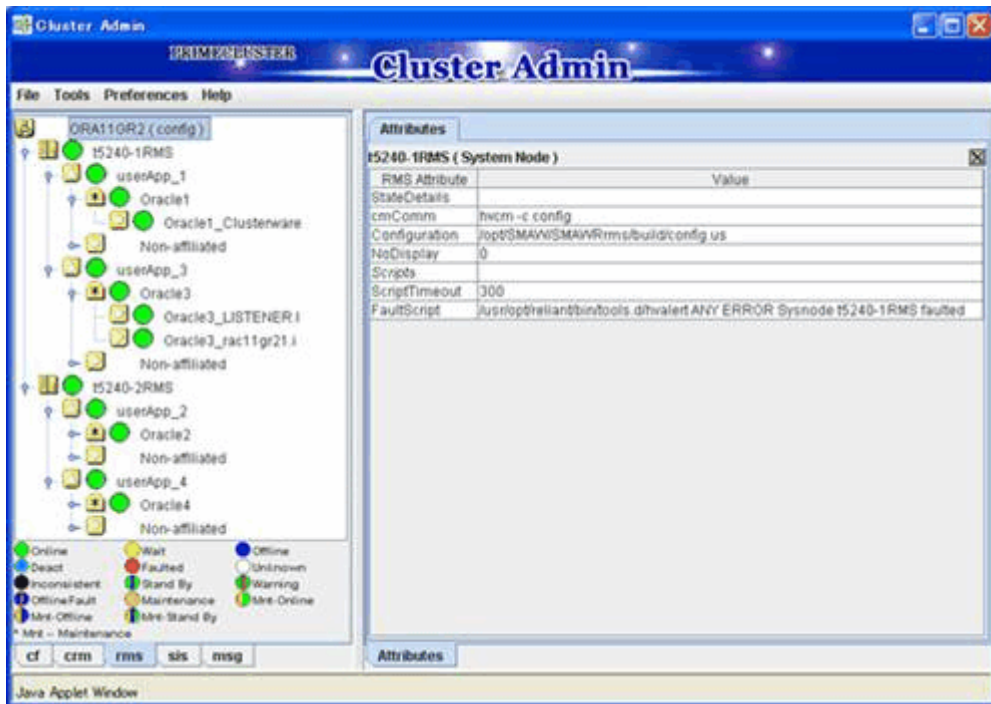 Cluster Admin
PRIMECLUSTER
Cluster Admin
File Tools Preferences Help
ORA11GR2 ( config )
t5240-1RMS
userApp_1
Oracle1
Oracle1_Clusterware
Non-affiliated
userApp_3
Oracle3
Oracle3_LISTENER.l
Oracle3_rac11gr21.i
Non-affiliated
t5240-2RMS
userApp_2
Oracle2
Non-affiliated
userApp_4
Oracle4
Non-affiliated
Online Wait Offline
Deact Faulted Unknown
Inconsistent Stand By Warning
OfflineFault Maintenance Mnt-Online
Mnt-Offline Mnt-Stand By
* Mnt -- Maintenance
cf crm rms sis msg
Attributes
t5240-1RMS ( System Node )
RMS Attribute Value
StateDetails
cmComm hvcm -c config
Configuration /opt/SMAW/SMAWRrms/build/config.us
NoDisplay 0
Scripts
ScriptTimeout 300
FaultScript /usr/opt/reliant/bin/tools.d/hvalert ANY ERROR Sysnode t5240-1RMS faulted
Attributes
Java Applet Window